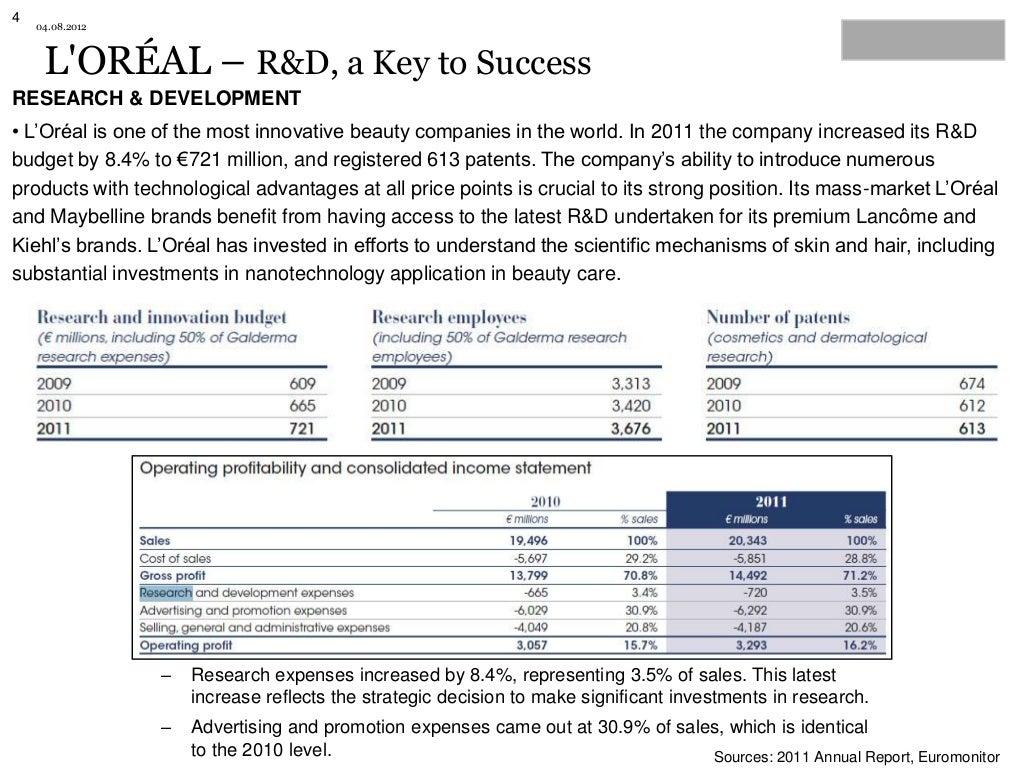 4
04.08.2012
L'ORÉAL – R&D, a Key to Success
RESEARCH & DEVELOPMENT
• L’Oréal is one of the most innovative beauty companies in the world. In 2011 the company increased its R&D
budget by 8.4% to €721 million, and registered 613 patents. The company’s ability to introduce numerous
products with technological advantages at all price points is crucial to its strong position. Its mass-market L’Oréal
and Maybelline brands benefit from having access to the latest R&D undertaken for its premium Lancôme and
Kiehl’s brands. L’Oréal has invested in efforts to understand the scientific mechanisms of skin and hair, including
substantial investments in nanotechnology application in beauty care.
Research and innovation budget
(€ millions, including 50% of Galderma
research expenses)
2009 609
2010 665
2011 721
Research employees
(including 50% of Galderma research
employees)
2009 3,313
2010 3,420
2011 3,676
Number of patents
(cosmetics and dermatological
research)
2009 674
2010 612
2011 613
Operating profitability and consolidated income statement
2010 2011
€ millions % sales € millions % sales
Sales 19,496 100% 20,343 100%
Cost of sales -5,697 29.2% -5,851 28.8%
Gross profit 13,799 70.8% 14,492 71.2%
Research and development expenses -665 3.4% -720 3.5%
Advertising and promotion expenses -6,029 30.9% -6,292 30.9%
Selling, general and administrative expenses -4,049 20.8% -4,187 20.6%
Operating profit 3,057 15.7% 3,293 16.2%
– Research expenses increased by 8.4%, representing 3.5% of sales. This latest
increase reflects the strategic decision to make significant investments in research.
– Advertising and promotion expenses came out at 30.9% of sales, which is identical
to the 2010 level.
Sources: 2011 Annual Report, Euromonitor